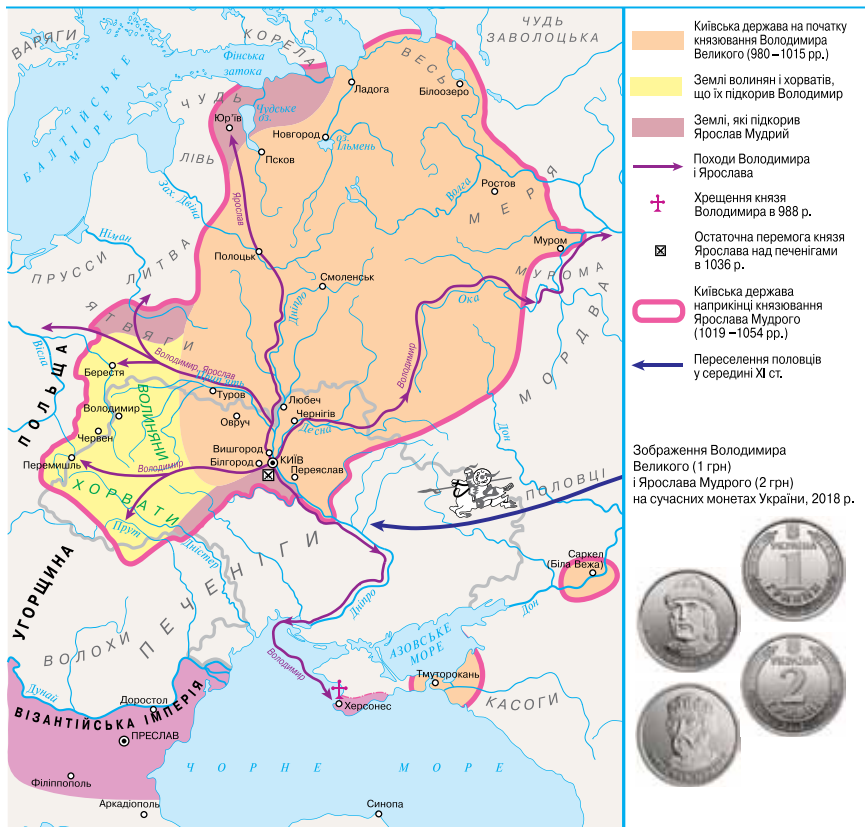 ВАРЯГИ
КОРЕЛА
ЧУДЬ
ЗАВОЛОЦЬКА
Фінська
затока
ВЕСЬ
Ладога
Білоозеро
БАЛТІЙСЬКЕ
МОРЕ
ЧУДЬ
Юр'їв
Чудське
оз.
Новгород
оз.
Ільмень
ЛІВЬ
Псков
Ростов
Волга
МЕРЯ
Зах. Двіна
Ярослав
Німан
ПРУССИ
ЛИТВА
Полоцьк
Муром
МУРОМА
Смоленськ
Ока
Дніпро
МОРДВА
ЯТВЯГИ
Вісла
Володимир, Ярослав
Володимир
Берестя
Прип'ять
ПОЛЬЩА
Туров
Любеч
Володимир
ВОЛИНЯНИ
Овруч
Чернігів
Десна
Дон
Червен
Вишгород
КИЇВ
Перемишль
Володимир
Білгород
Переяслав
ПОЛОВЦІ
ХОРВАТИ
Прут
Дністер
УГОРЩИНА
ПЕЧЕНІГИ
Саркел
(Біла Вежа)
Дніпро
Дон
ВОЛОХИ
Володимир
АЗОВСЬКЕ
МОРЕ
Тмуторокань
Херсонес
КАСОГИ
Дунай
Доростол
ВІЗАНТІЙСЬКА ІМПЕРІЯ
ПРЕСЛАВ
Філіппополь
ЧОРНЕ МОРЕ
Аркадіополь
Синопа
Київська держава на початку
князювання Володимира
Великого (980–1015 рр.)
Землі волинян і хорватів,
що їх підкорив Володимир
Землі, які підкорив
Ярослав Мудрий
Походи Володимира
і Ярослава
Хрещення князя
Володимира в 988 р.
Остаточна перемога князя
Ярослава над печенігами
в 1036 р.
Київська держава
наприкінці князювання
Ярослава Мудрого
(1019–1054 рр.)
Переселення половців
у середині XI ст.
Зображення Володимира
Великого (1 грн)
і Ярослава Мудрого (2 грн)
на сучасних монетах України, 2018 р.
УКРАЇНА
1
УКРАЇНА
2